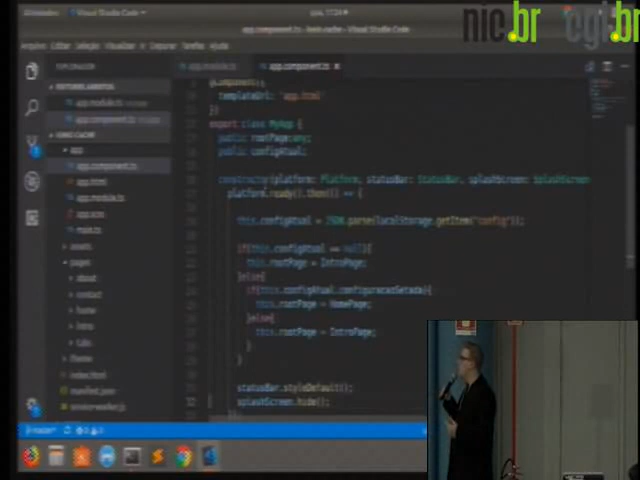 nic.br cgi.br
Visual Studio Code
app.component.ts - ionic-cache - Visual Studio Code
Arquivo Editar Seleção Visualizar Ir Depurar Tarefas Ajuda
app.module.ts app.component.ts
@Component({
templateUrl: 'app.html'
})
export class MyApp {
public rootPage:any;
public configAtual;
constructor(platform: Platform, statusBar: StatusBar, splashScreen: SplashScreen
platform.ready().then(() => {
this.configAtual = JSON.parse(localStorage.getItem("config"));
if(this.configAtual == null){
this.rootPage = IntroPage;
}else{
if(this.configAtual.configuracaoSetada){
this.rootPage = HomePage;
}else{
this.rootPage = IntroPage;
}
}
statusBar.styleDefault();
splashScreen.hide();
app.module.ts
app.component.ts
app
app.component.ts
app.html
app.module.ts
app.scss
main.ts
assets
pages
about
contact
home
intro
tabs
theme
index.html
manifest.json
service-worker.js